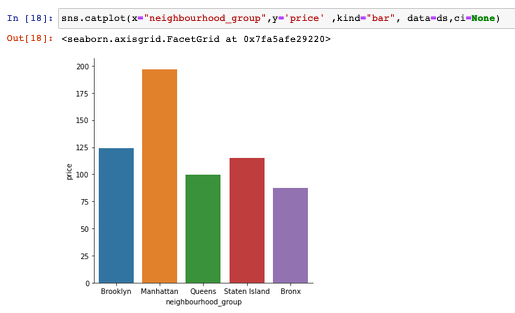 In [18]: sns.catplot(x="neighbourhood_group",y='price' ,kind="bar", data=ds,ci=None)
Out[18]: <seaborn.axisgrid.FacetGrid at 0x7fa5afe29220>
200
175
150
125
100
75
50
25
0
price
Brooklyn Manhattan Queens Staten Island Bronx
neighbourhood_group